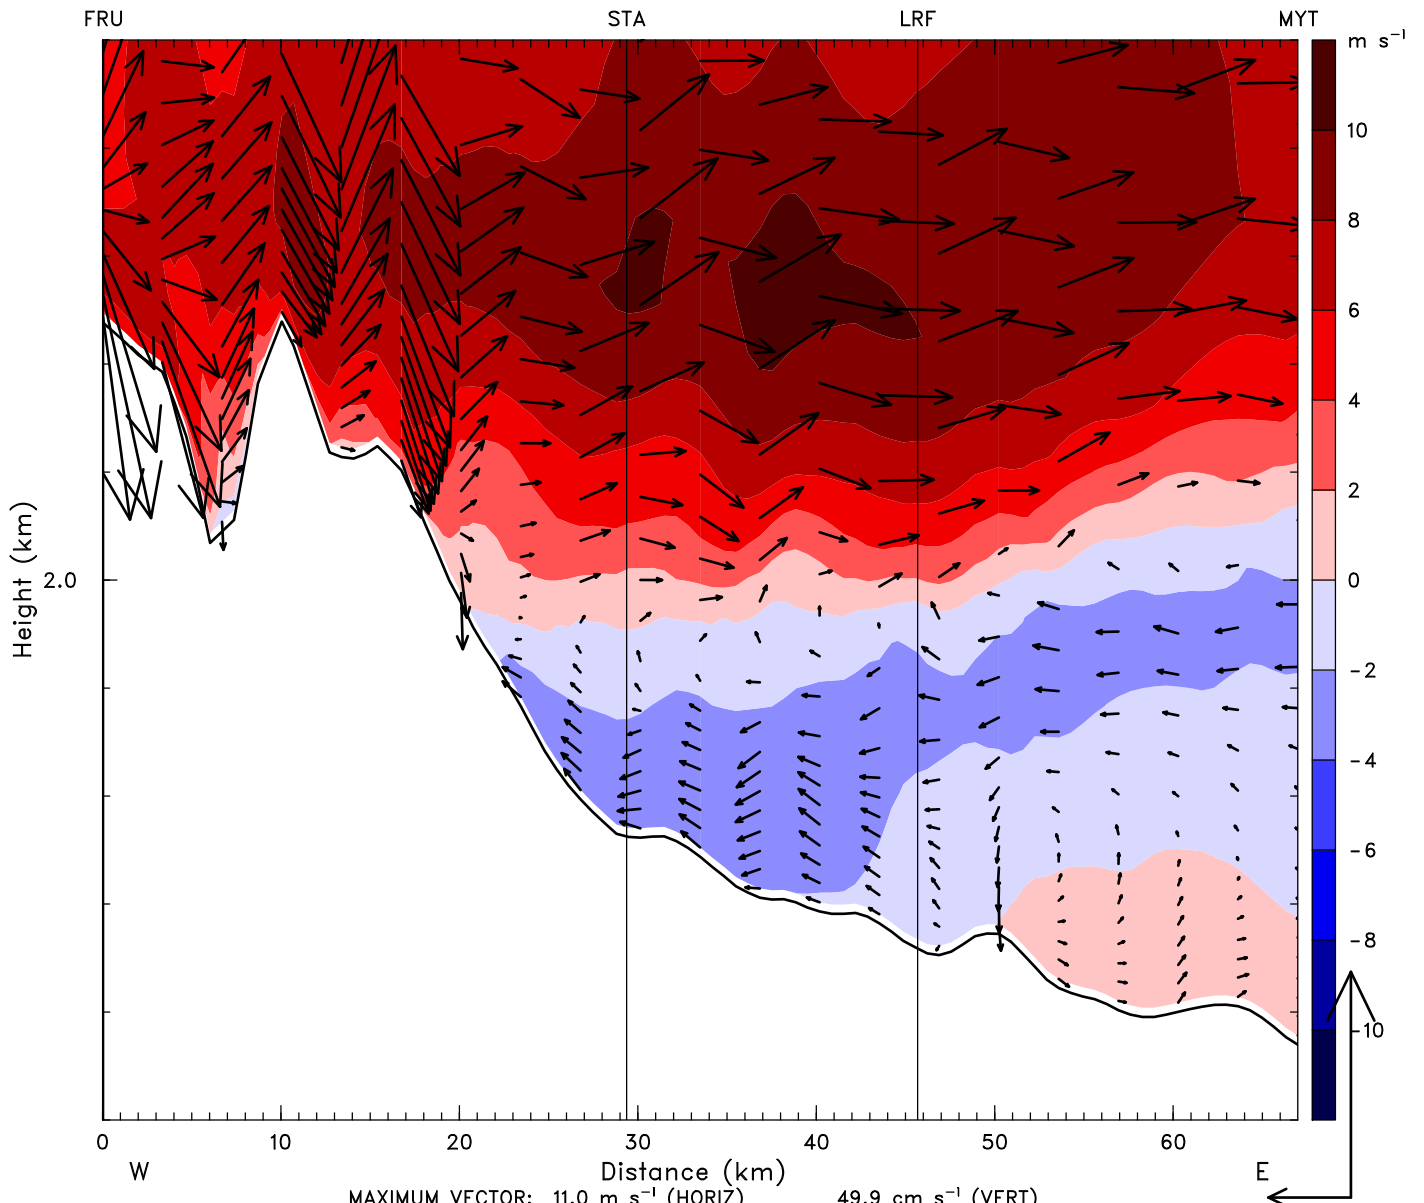 FRU STA LRF MYT
m s⁻¹
10
8
6
4
2
0
-2
-4
-6
-8
-10
Height (km)
2.0
0 10 20 30 40 50 60
W Distance (km) E
MAXIMUM VECTOR: 11.0 m s⁻¹ (HORIZ) 49.9 cm s⁻¹ (VERT)